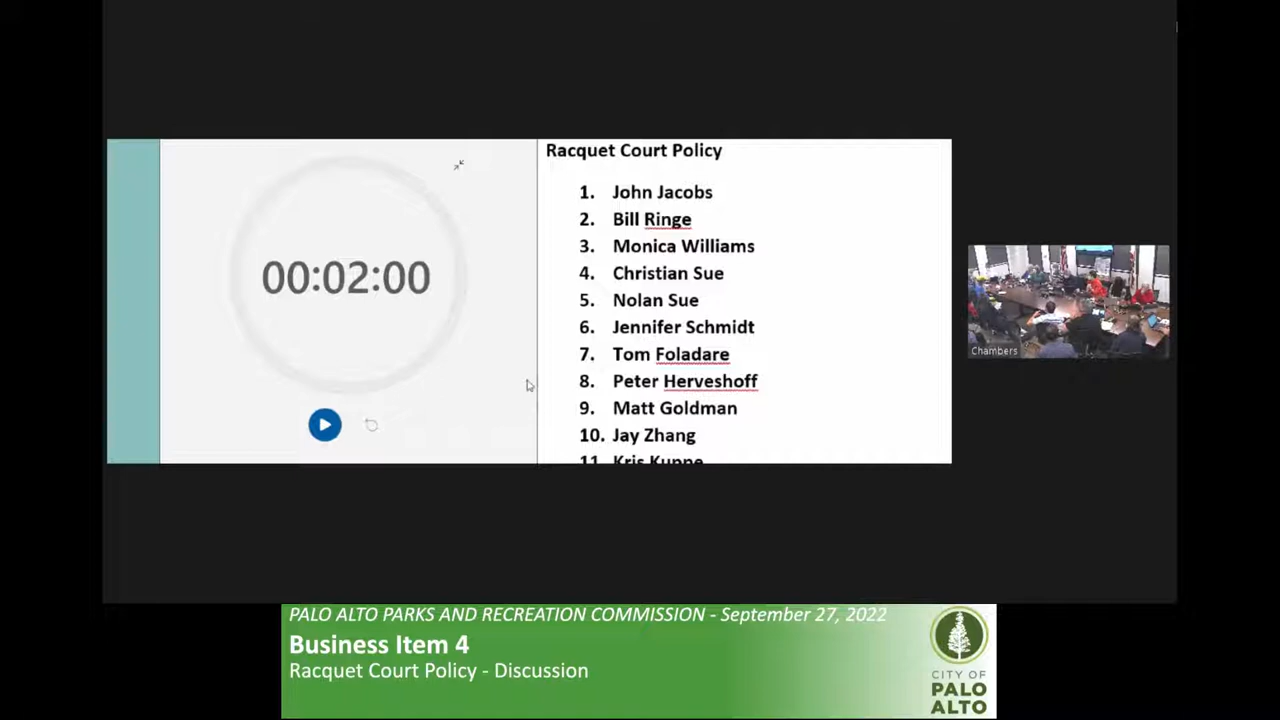 Racquet Court Policy
1. John Jacobs
2. Bill Ringe
3. Monica Williams
4. Christian Sue
5. Nolan Sue
6. Jennifer Schmidt
7. Tom Foladare
8. Peter Herveshoff
9. Matt Goldman
10. Jay Zhang
11. Kris Kuppe
00:02:00
Chambers
PALO ALTO PARKS AND RECREATION COMMISSION - September 27, 2022
Business Item 4
Racquet Court Policy - Discussion
CITY OF
PALO
ALTO